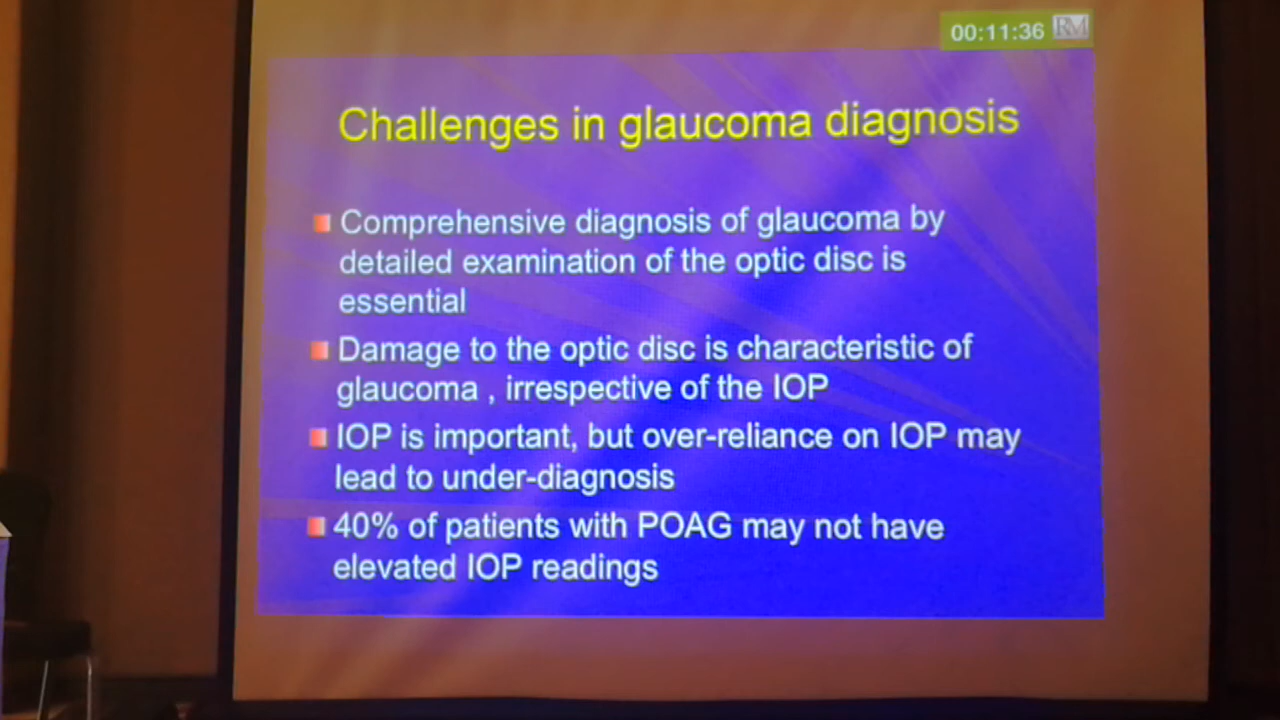 00:11:36 RM
Challenges in glaucoma diagnosis
Comprehensive diagnosis of glaucoma by
detailed examination of the optic disc is
essential
Damage to the optic disc is characteristic of
glaucoma , irrespective of the IOP
IOP is important, but over-reliance on IOP may
lead to under-diagnosis
40% of patients with POAG may not have
elevated IOP readings